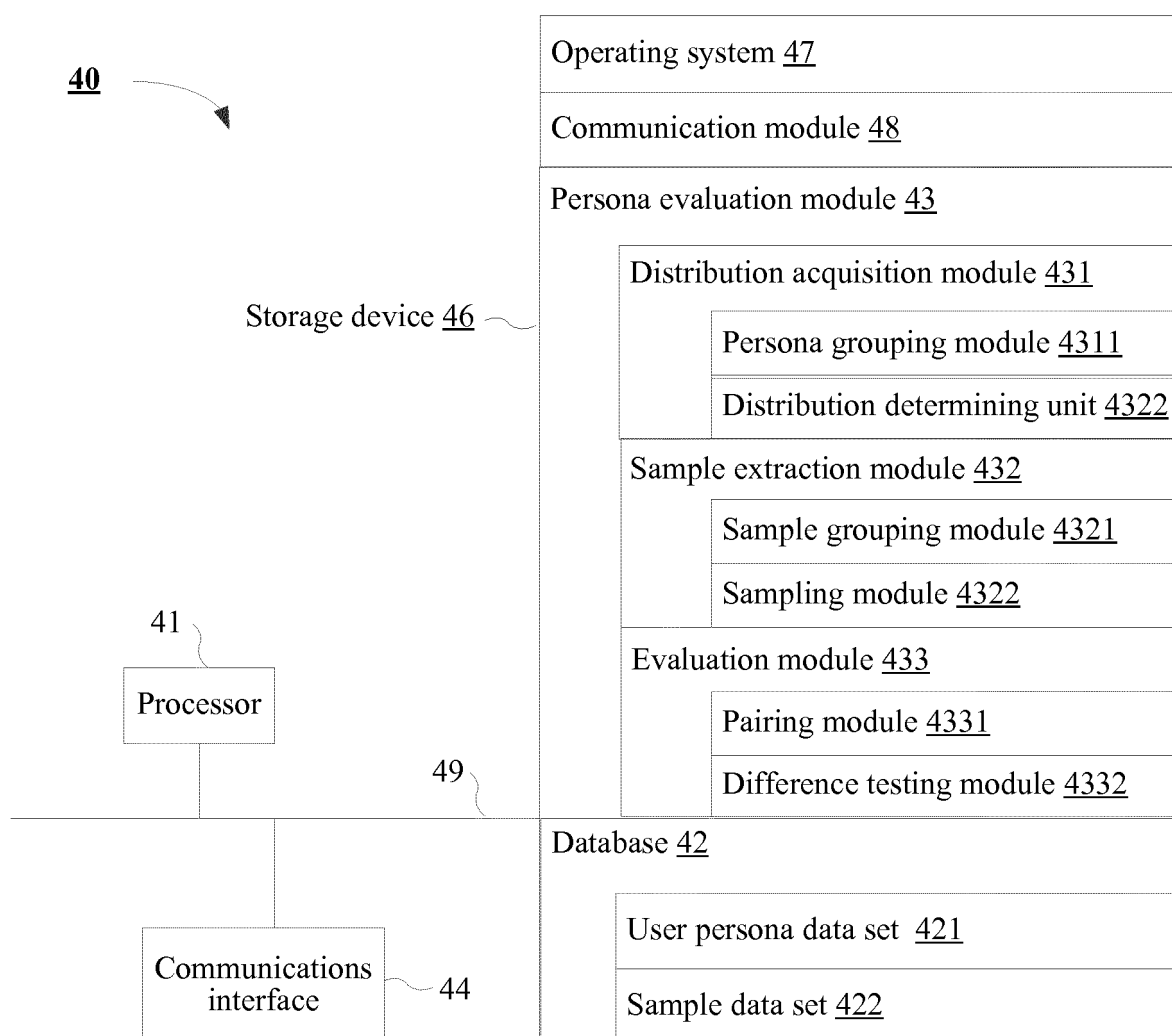 40
Operating system 47
Communication module 48
Persona evaluation module 43
Distribution acquisition module 431
Storage device 46
Persona grouping module 4311
Distribution determining unit 4322
Sample extraction module 432
Sample grouping module 4321
Sampling module 4322
41
Evaluation module 433
Processor
Pairing module 4331
49
Difference testing module 4332
Database 42
User persona data set 421
Communications
interface
44
Sample data set 422